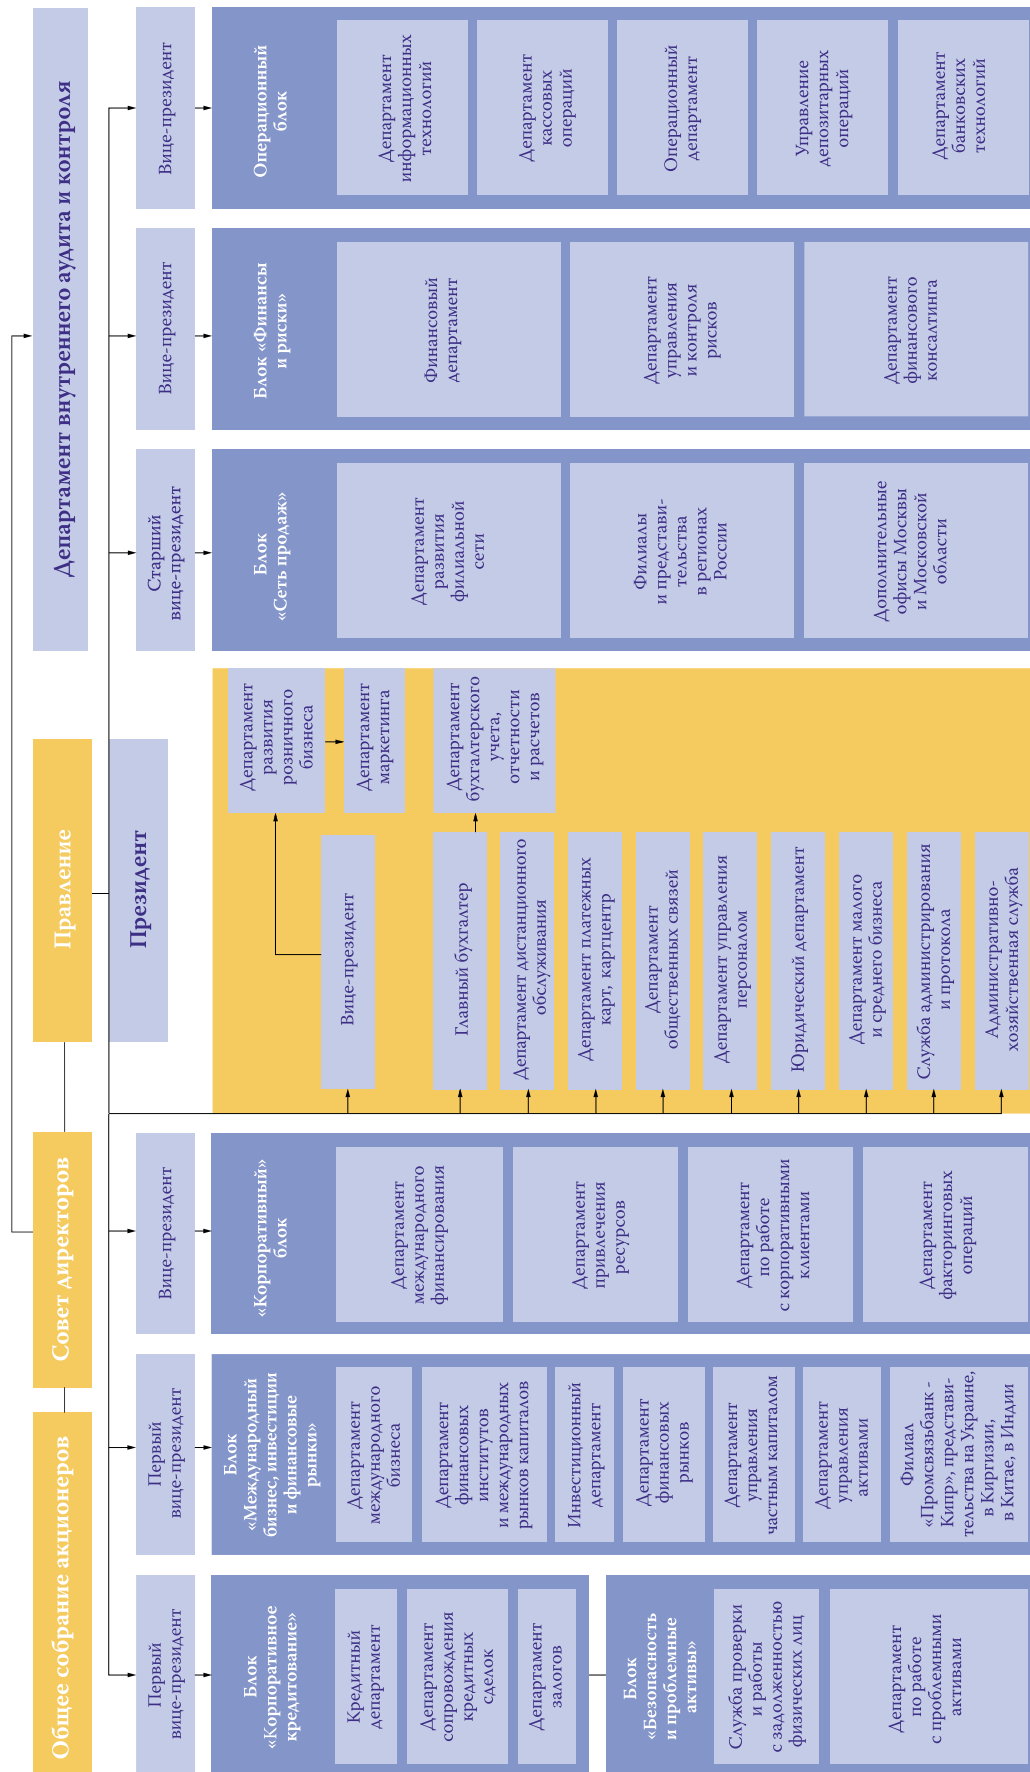 Общее собрание акционеров
Совет директоров
Правление
Департамент внутреннего аудита и контроля
Президент
Первый
вице-президент
Первый
вице-президент
Вице-президент
Старший
вице-президент
Вице-президент
Вице-президент
Блок
«Корпоративное
кредитование»
Кредитный
департамент
Департамент
сопровождения
кредитных
сделок
Департамент
залогов
Блок
«Безопасность
и проблемные
активы»
Служба проверки
и работы
с задолженностью
физических лиц
Департамент
по работе
с проблемными
активами
Блок
«Международный
бизнес, инвестиции
и финансовые
рынки»
Департамент
международного
бизнеса
Департамент
финансовых
институтов
и международных
рынков капиталов
Инвестиционный
департамент
Департамент
финансовых
рынков
Департамент
управления
частным капиталом
Департамент
управления
активами
Филиал
«Промсвязьбанк -
Кипр», представи-
тельства на Украине,
в Киргизии,
в Китае, в Индии
«Корпоративный»
блок
Департамент
международного
финансирования
Департамент
привлечения
ресурсов
Департамент
по работе
с корпоративными
клиентами
Департамент
факторинговых
операций
Вице-президент
Департамент
развития
розничного
бизнеса
Департамент
маркетинга
Главный бухгалтер
Департамент
бухгалтерского
учета,
отчетности
и расчетов
Департамент дистанционного
обслуживания
Департамент платежных
карт, картцентр
Департамент
общественных связей
Департамент управления
персоналом
Юридический департамент
Департамент малого
и среднего бизнеса
Служба администрирования
и протокола
Административно-
хозяйственная служба
Блок
«Сеть продаж»
Департамент
развития
филиальной
сети
Филиалы
и представи-
тельства
в регионах
России
Дополнительные
офисы Москвы
и Московской
области
Блок «Финансы
и риски»
Финансовый
департамент
Департамент
управления
и контроля
рисков
Департамент
финансового
консалтинга
Операционный
блок
Департамент
информационных
технологий
Департамент
кассовых
операций
Операционный
департамент
Управление
депозитарных
операций
Департамент
банковских
технологий